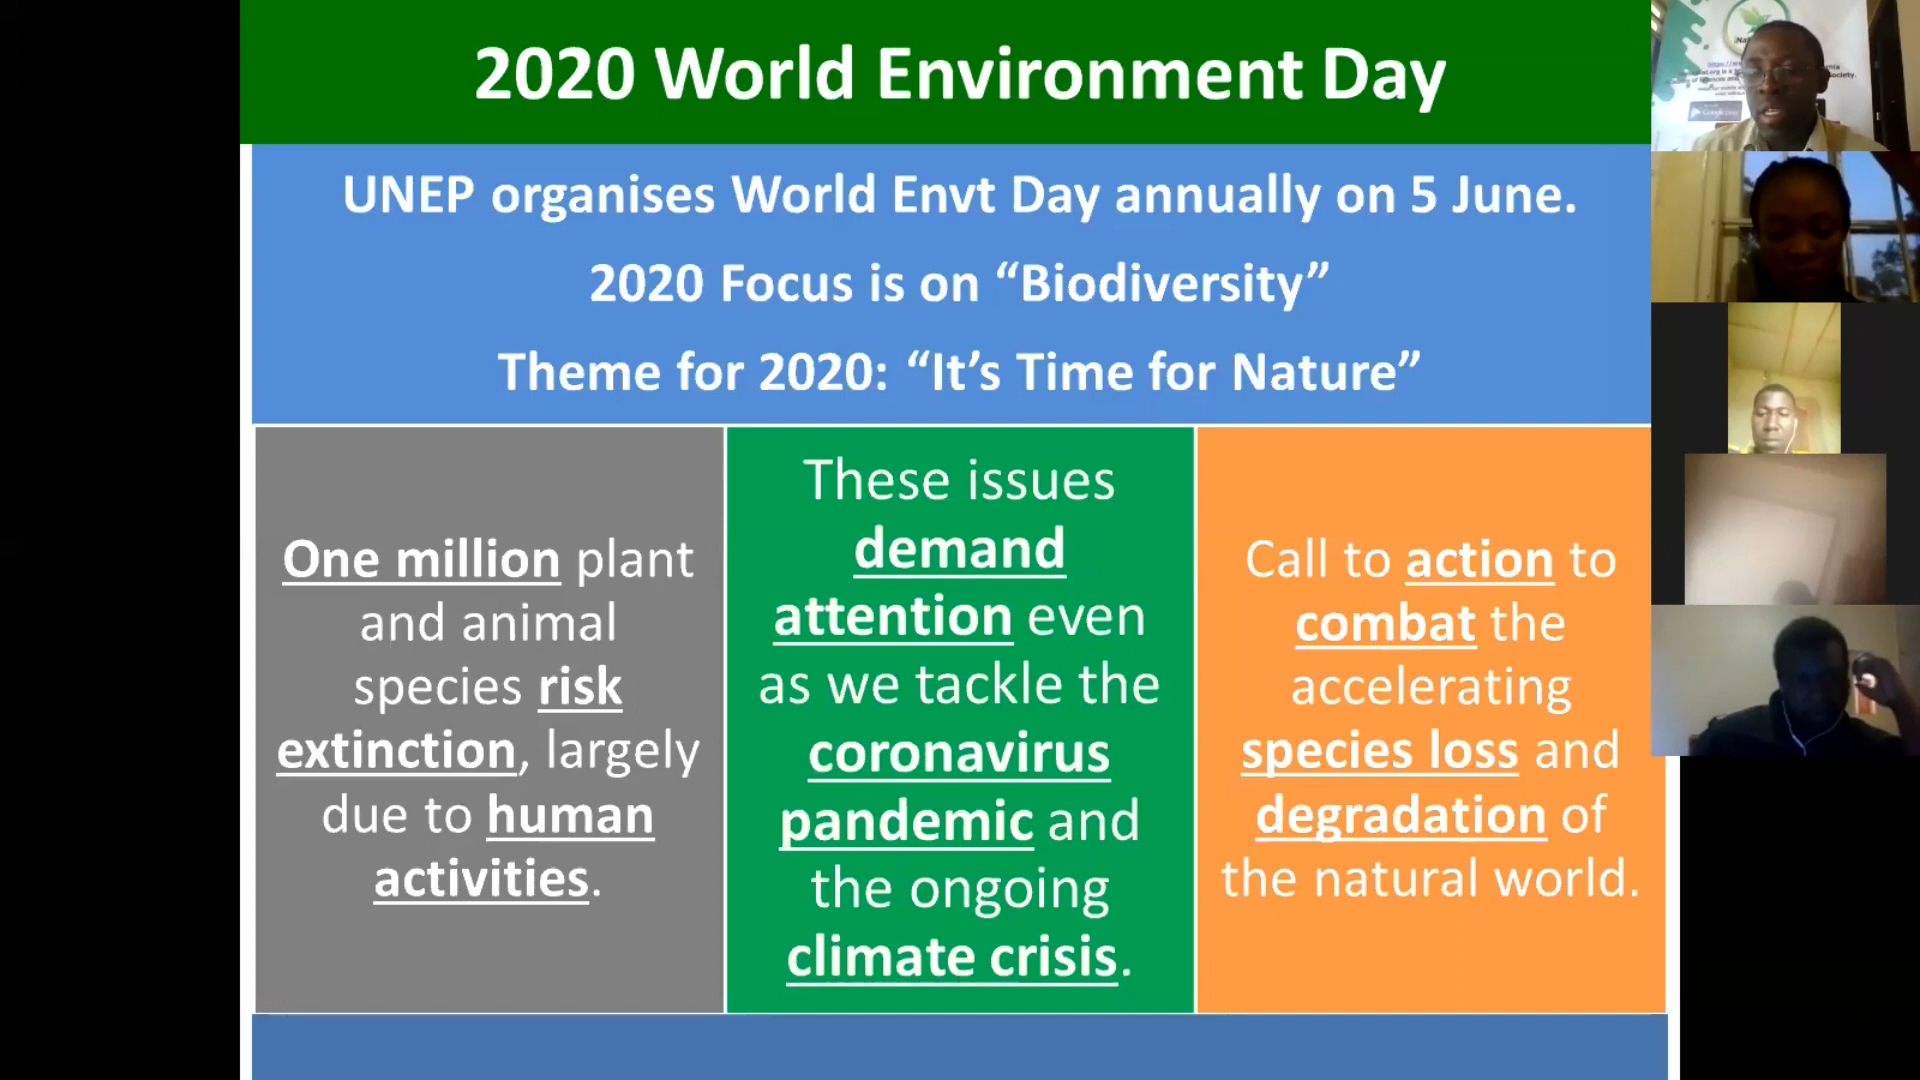 2020 World Environment Day
UNEP organises World Envt Day annually on 5 June.
2020 Focus is on “Biodiversity”
Theme for 2020: “It’s Time for Nature”
One million plant
and animal
species risk
extinction, largely
due to human
activities.
These issues
demand
attention even
as we tackle the
coronavirus
pandemic and
the ongoing
climate crisis.
Call to action to
combat the
accelerating
species loss and
degradation of
the natural world.